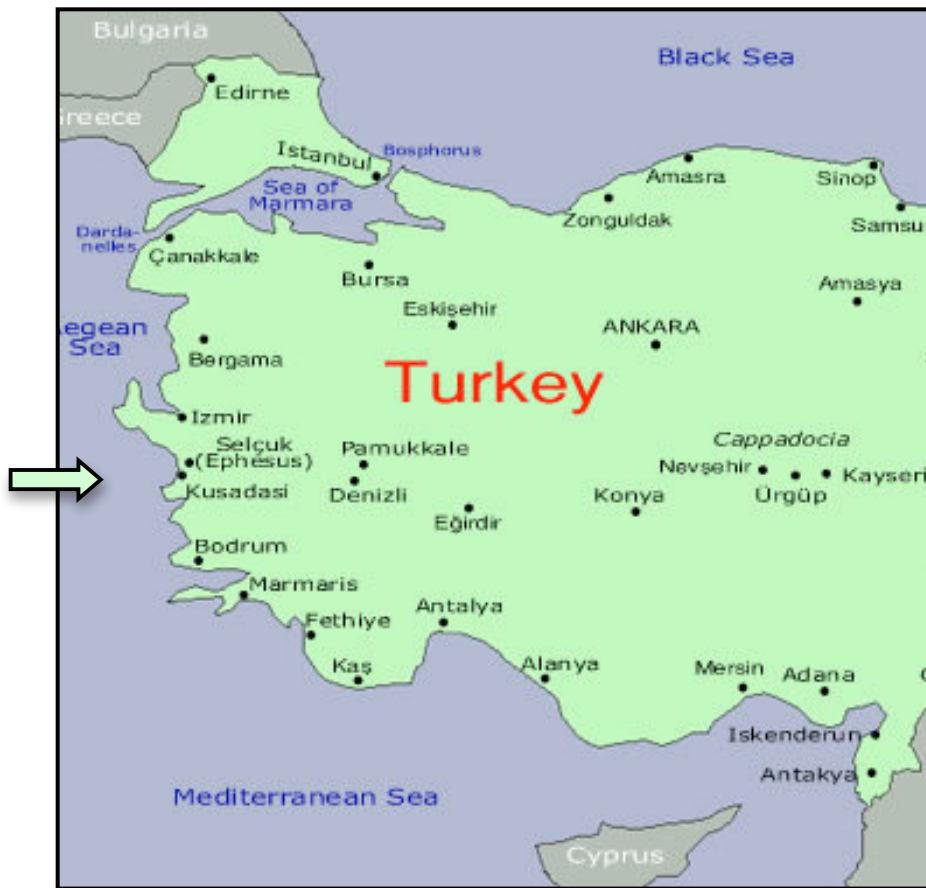 Bulgaria
Black Sea
Edirne
reece
Istanbul
Bosphorus
Amasra
Sinop
Sea of
Marmara
Zonguldak
Samsu
Darda-
nelles
Çanakkale
Bursa
Amasya
Eskişehir
ANKARA
Aegean
Sea
Bergama
Turkey
Izmir
Cappadocia
Selçuk
(Ephesus)
Pamukkale
Nevşehir
Kayseri
Kusadasi
Denizli
Konya
Ürgüp
Eğirdir
Bodrum
Marmaris
Antalya
Fethiye
Kaş
Alanya
Mersin
Adana
Iskenderun
Antakya
Mediterranean Sea
Cyprus